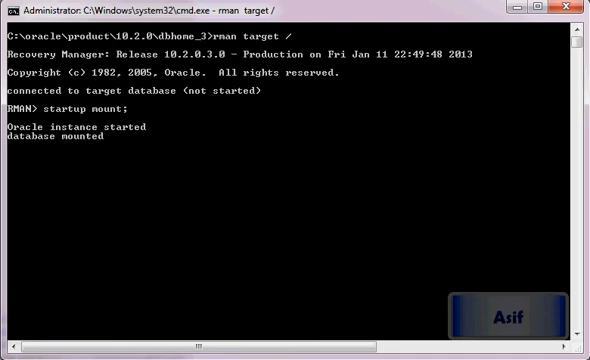 Administrator: C:\Windows\system32\cmd.exe - rman target /
C:\oracle\product\10.2.0\dbhome_3>rman target /
Recovery Manager: Release 10.2.0.3.0 - Production on Fri Jan 11 22:49:48 2013
Copyright (c) 1982, 2005, Oracle. All rights reserved.
connected to target database (not started)
RMAN> startup mount;
Oracle instance started
database mounted
Asif